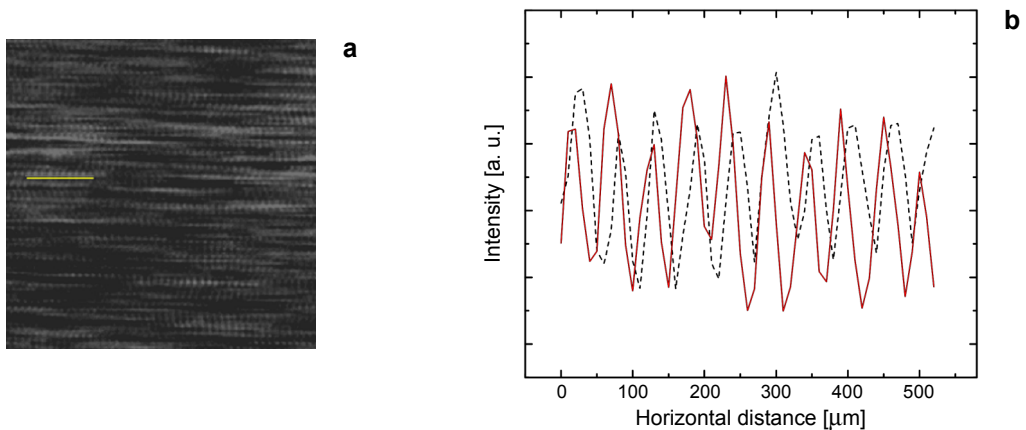 a
b
Intensity [a. u.]
0 100 200 300 400 500
Horizontal distance [μm]